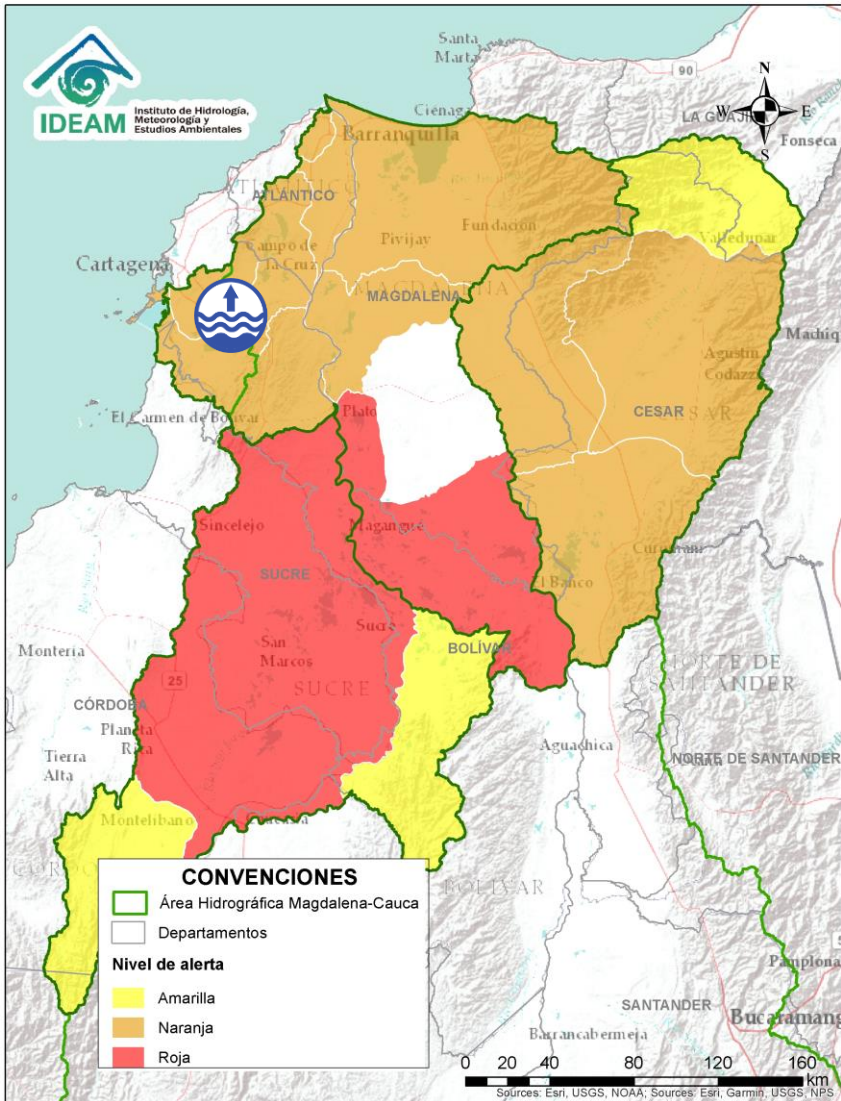 IDEAM
Instituto de Hidrología,
Meteorología y
Estudios Ambientales
Santa
Marta
90
N
W
E
S
LA GUAJI
Fonseca
Ciénaga
Barranquilla
ATLÁNTICO
Valledupar
Campo de
la Cruz
Pivijay
Fundación
Cartagena
MAGDALENA
Machiq
Agustín
Codazzi
El Carmen de Bolívar
Plato
CESAR
Sincelejo
Magangué
Curumaní
SUCRE
El Banco
Montería
San
Marcos
Sucre
BOLÍVAR
SUCRE
25
NORTE DE
SANTANDER
CÓRDOBA
Planeta
Rica
Tierra
Alta
Aguachica
NORTE DE SANTANDER
Montelíbano
BOLÍVAR
CONVENCIONES
Área Hidrográfica Magdalena-Cauca
Departamentos
Nivel de alerta
Amarilla
Naranja
Roja
Pamplona
SANTANDER
Bucaramang
Barrancabermeja
0 20 40 80 120 160
KM
Sources: Esri, USGS, NOAA; Sources: Esri, Garmin, USGS, NPS